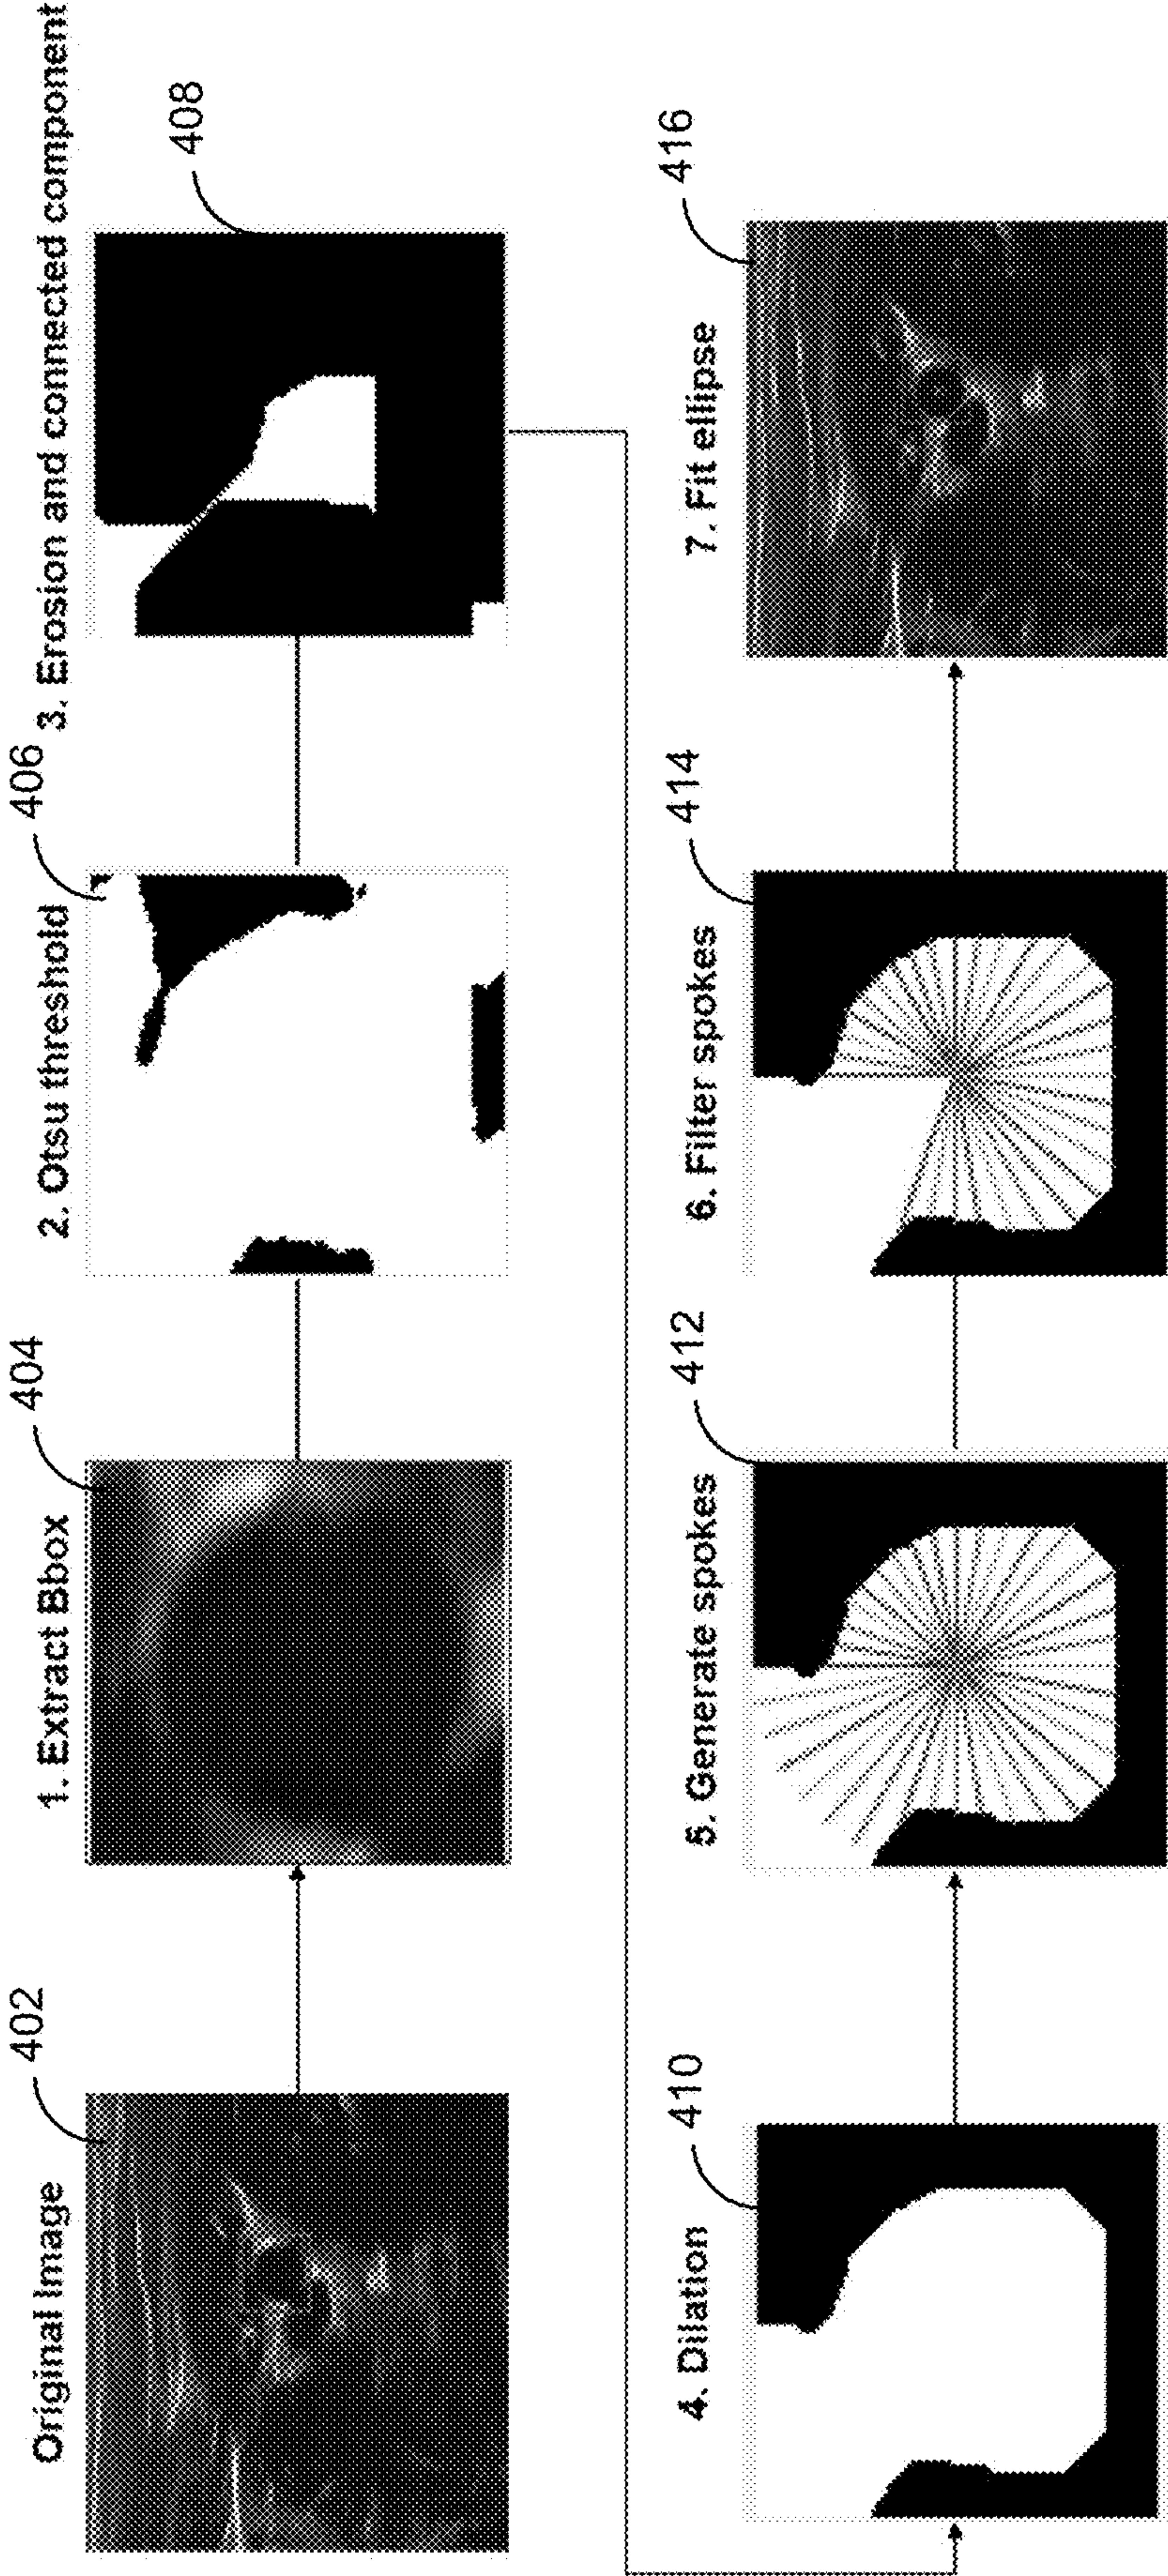 Original Image
402
1. Extract Bbox
404
2. Otsu threshold
406
3. Erosion and connected component
408
4. Dilation
410
5. Generate spokes
412
6. Filter spokes
414
7. Fit ellipse
416